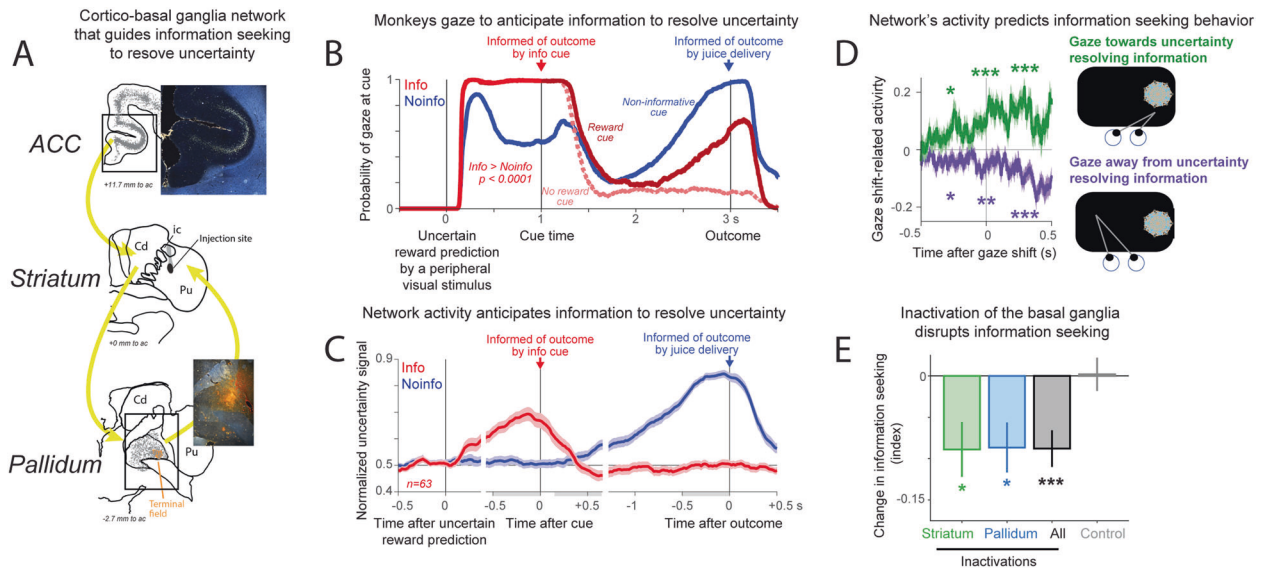 Cortico-basal ganglia network
that guides information seeking
to resove uncertainty
A
ACC
+11.7 mm to ac
Striatum
Cd
ic
Injection site
Pu
+0 mm to ac
Pallidum
Cd
Pu
Terminal
field
-2.7 mm to ac
Monkeys gaze to anticipate information to resolve uncertainty
B
Informed of outcome
by info cue
Informed of outcome
by juice delivery
Probability of gaze at cue
1
0
Info
Noinfo
Info > Noinfo
p < 0.0001
Reward
cue
No reward
cue
Non-informative
cue
0
1
2
3 s
Uncertain
reward prediction
by a peripheral
visual stimulus
Cue time
Outcome
Network activity anticipates information to resolve uncertainty
C
Informed of outcome
by info cue
Informed of outcome
by juice delivery
Normalized uncertainty signal
0.9
0.5
0.4
Info
Noinfo
n=63
-0.5
0
-0.5
0
+0.5
-1
-0.5
0
+0.5 s
Time after uncertain
reward prediction
Time after cue
Time after outcome
Network's activity predicts information seeking behavior
D
Gaze shift-related activity
0.2
0
-0.2
*
***
***
*
**
***
-0.5
0
0.5
Time after gaze shift (s)
Gaze towards uncertainty
resolving information
Gaze away from uncertainty
resolving information
Inactivation of the basal ganglia
disrupts information seeking
E
Change in information seeking
(index)
0
-0.15
*
*
***
Striatum
Pallidum
All
Control
Inactivations